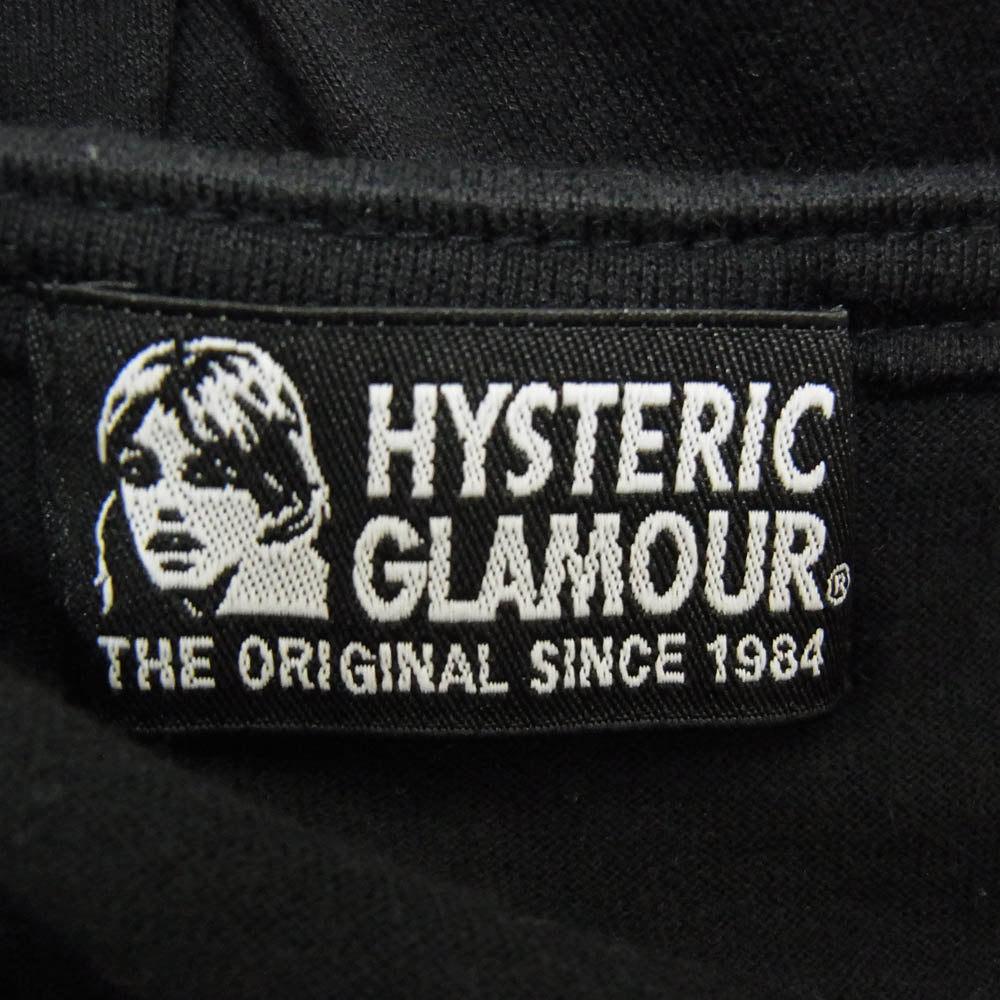 HYSTERIC
GLAMOUR®
THE ORIGINAL SINCE 1984